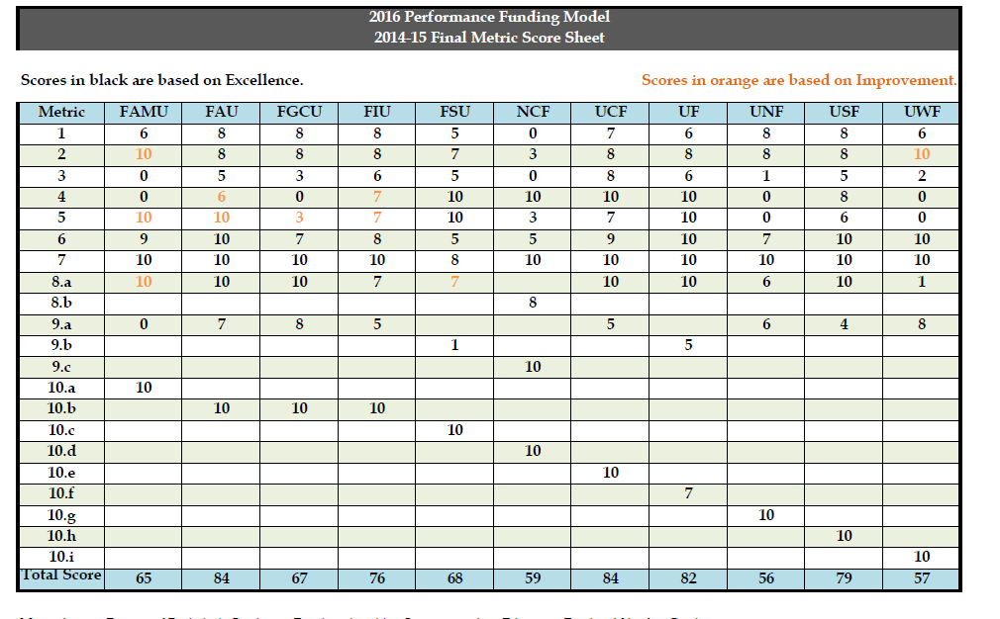 2016 Performance Funding Model
2014-15 Final Metric Score Sheet
Scores in black are based on Excellence. Scores in orange are based on Improvement.
Metric FAMU FAU FGCU FIU FSU NCF UCF UF UNF USF UWF
1 6 8 8 8 5 0 7 6 8 8 6
2 10 8 8 8 7 3 8 8 8 8 10
3 0 5 3 6 5 0 8 6 1 5 2
4 0 6 0 7 10 10 10 10 0 8 0
5 10 10 3 7 10 3 7 10 0 6 0
6 9 10 7 8 5 5 9 10 7 10 10
7 10 10 10 10 8 10 10 10 10 10 10
8.a 10 10 10 7 7 10 10 6 10 1
8.b 8
9.a 0 7 8 5 5 6 4 8
9.b 1 5
9.c 10
10.a 10
10.b 10 10 10
10.c 10
10.d 10
10.e 10
10.f 7
10.g 10
10.h 10
10.i 10
Total Score 65 84 67 76 68 59 84 82 56 79 57